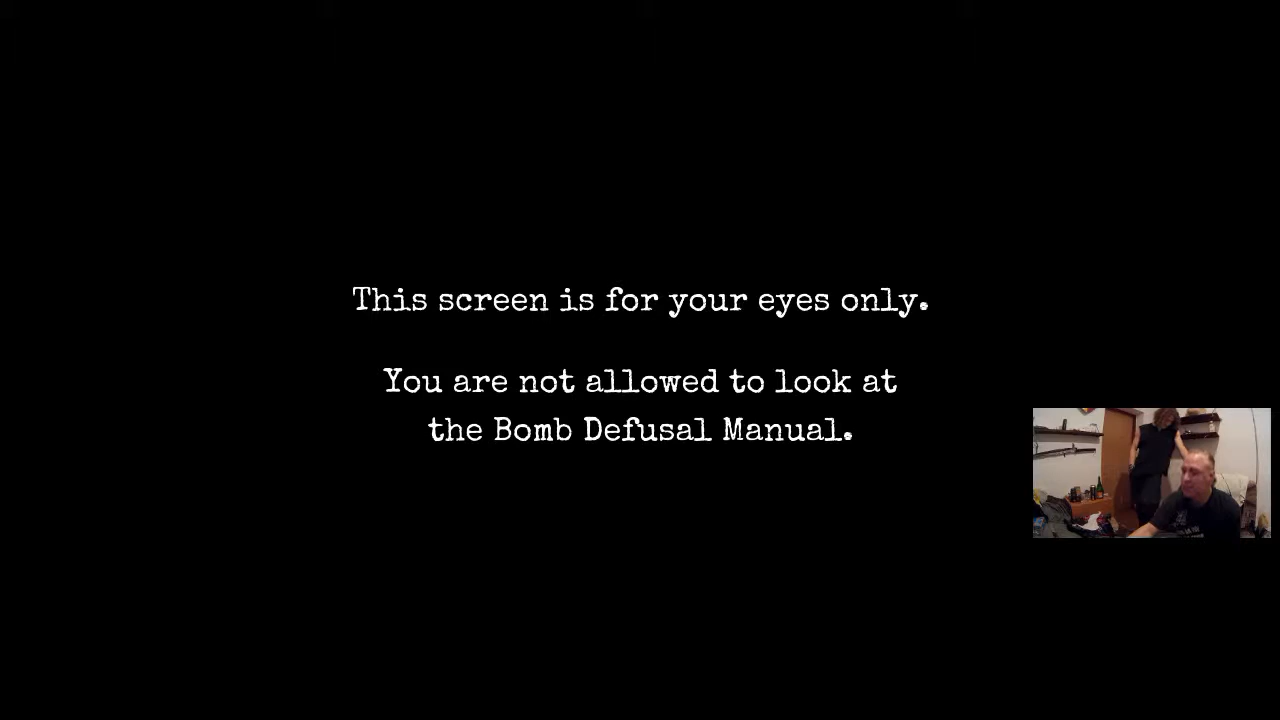 This screen is for your eyes only.
You are not allowed to look at
the Bomb Defusal Manual.